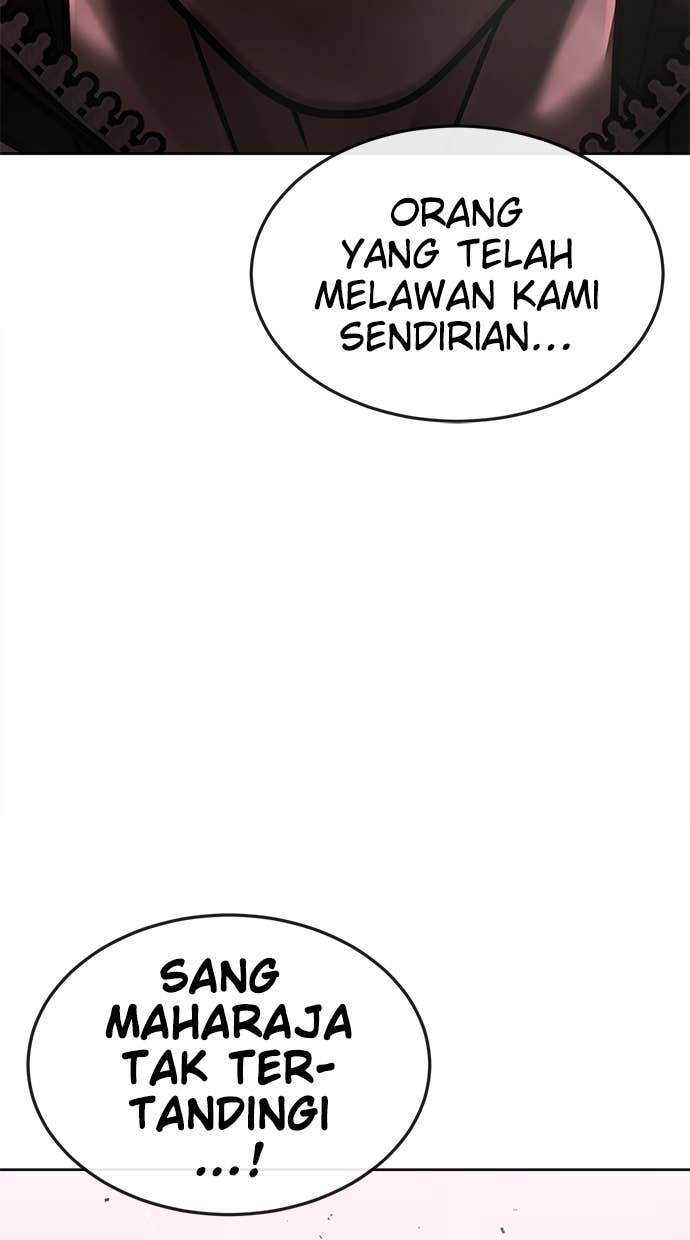 ORANG
YANG TELAH
MELAWAN KAMI
SENDIRIAN...
SANG
MAHARAJA
TAK TER-
TANDINGI
...!